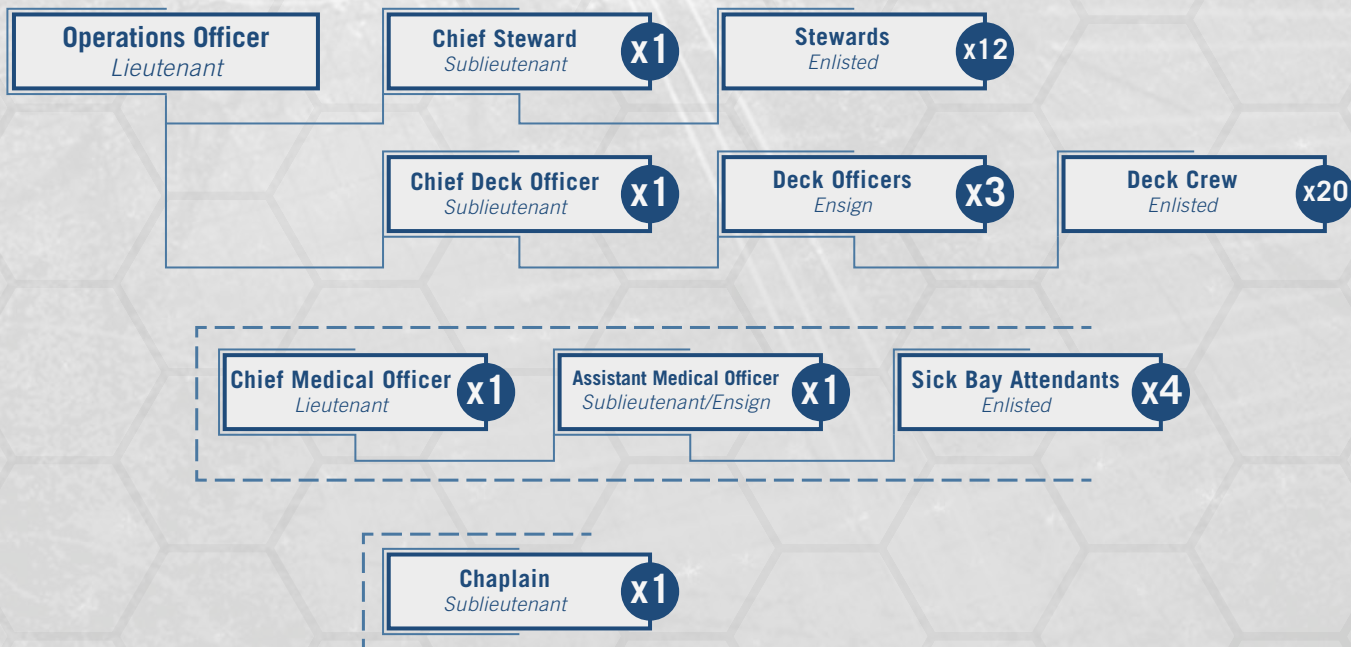 Operations Officer
Lieutenant
Chief Steward
Sublieutenant
x1
Stewards
Enlisted
x12
Chief Deck Officer
Sublieutenant
x1
Deck Officers
Ensign
x3
Deck Crew
Enlisted
x20
Chief Medical Officer
Lieutenant
x1
Assistant Medical Officer
Sublieutenant/Ensign
x1
Sick Bay Attendants
Enlisted
x4
Chaplain
Sublieutenant
x1